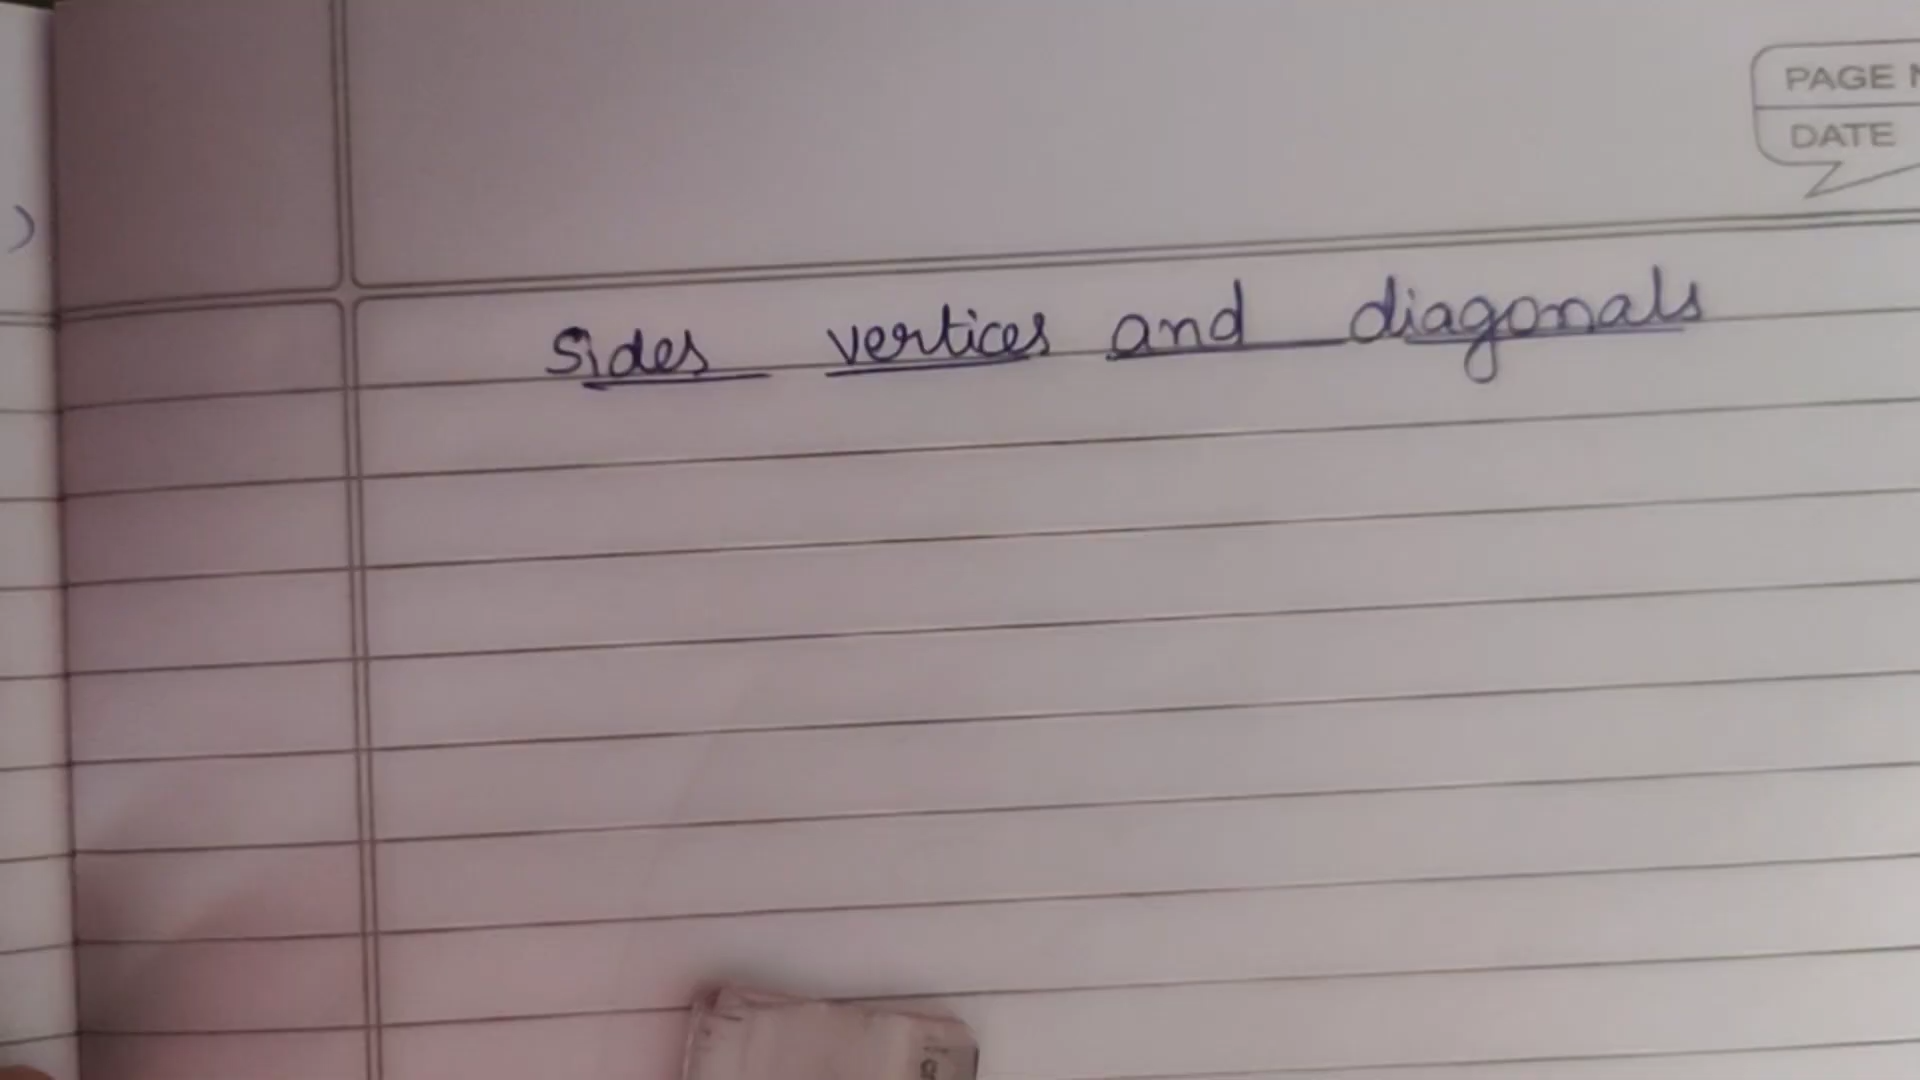 PAGE
DATE
)
Sides vertices and diagonals